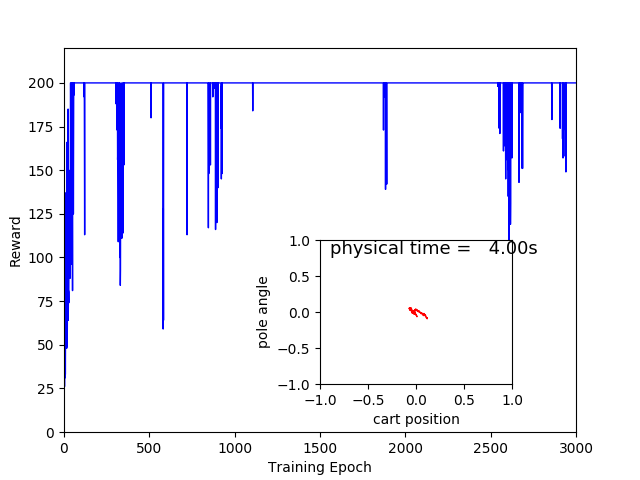 200
175
150
125
100
75
50
25
0
Reward
0 500 1000 1500 2000 2500 3000
Training Epoch
physical time = 4.00s
1.0
0.5
0.0
−0.5
−1.0
pole angle
−1.0 −0.5 0.0 0.5 1.0
cart position